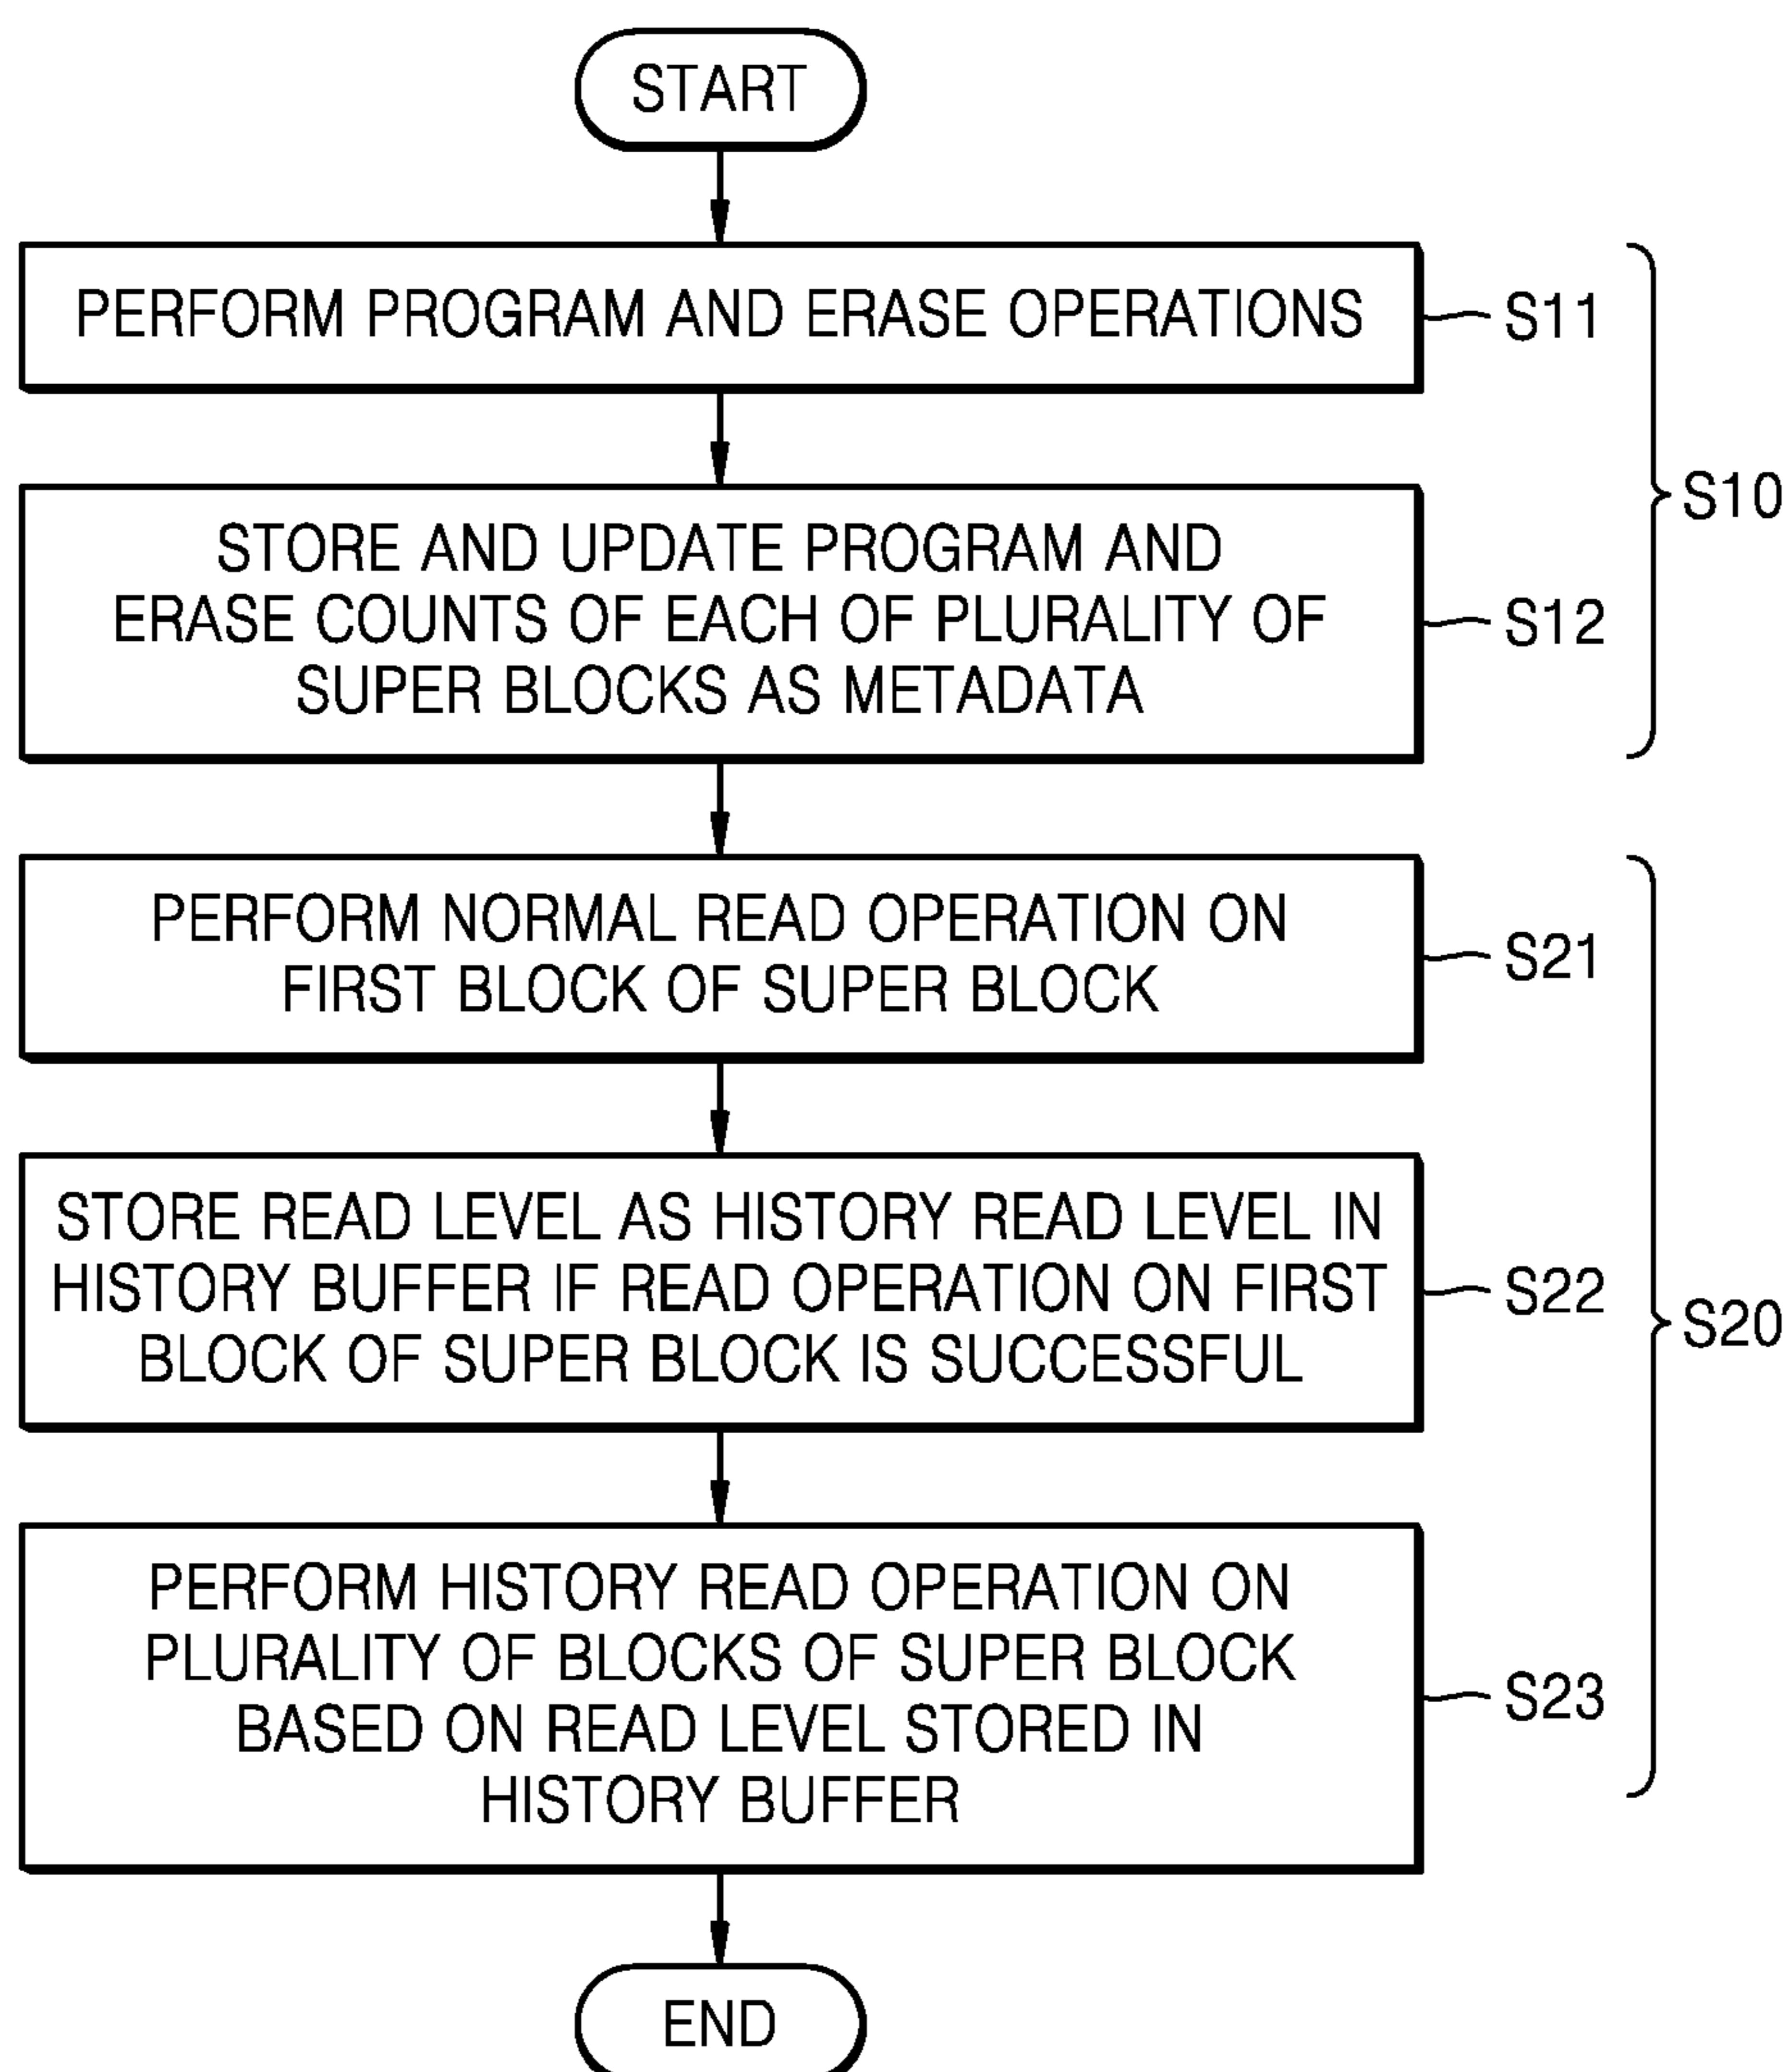 START
PERFORM PROGRAM AND ERASE OPERATIONS
S11
STORE AND UPDATE PROGRAM AND
ERASE COUNTS OF EACH OF PLURALITY OF
SUPER BLOCKS AS METADATA
S12
S10
PERFORM NORMAL READ OPERATION ON
FIRST BLOCK OF SUPER BLOCK
S21
STORE READ LEVEL AS HISTORY READ LEVEL IN
HISTORY BUFFER IF READ OPERATION ON FIRST
BLOCK OF SUPER BLOCK IS SUCCESSFUL
S22
S20
PERFORM HISTORY READ OPERATION ON
PLURALITY OF BLOCKS OF SUPER BLOCK
BASED ON READ LEVEL STORED IN
HISTORY BUFFER
S23
END